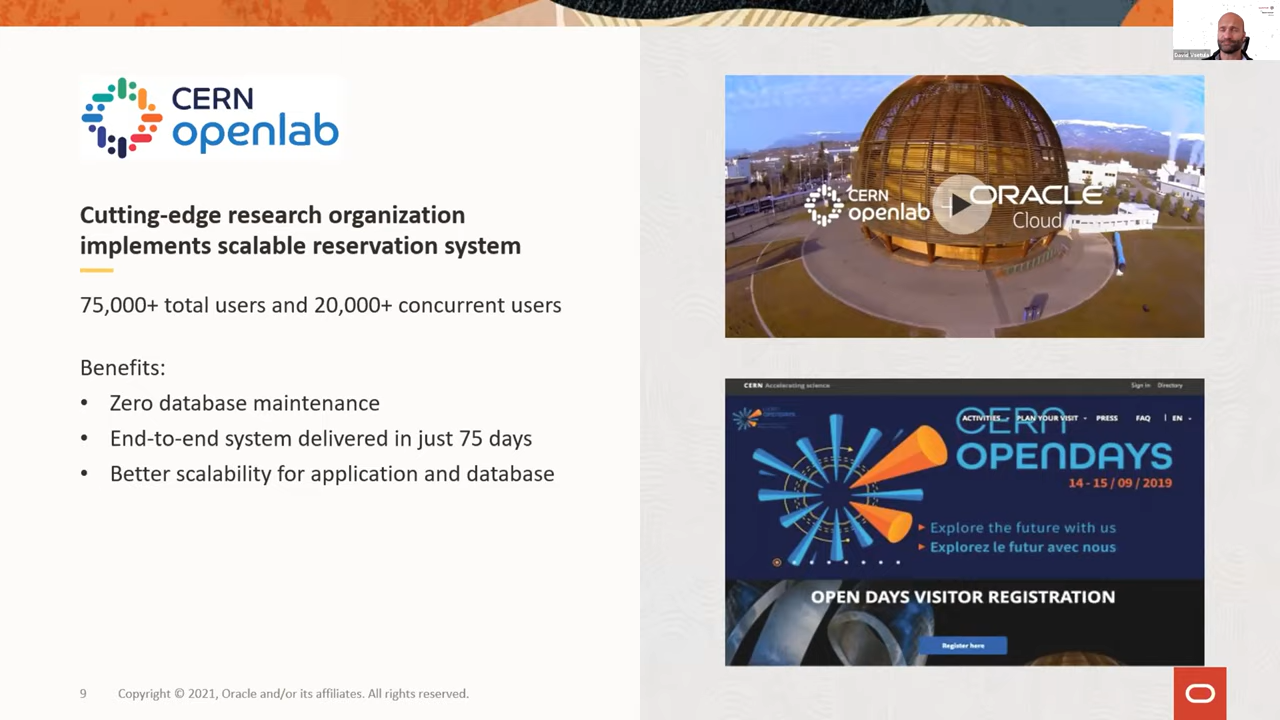 CERN
openlab
Cutting-edge research organization
implements scalable reservation system
75,000+ total users and 20,000+ concurrent users
Benefits:
• Zero database maintenance
• End-to-end system delivered in just 75 days
• Better scalability for application and database
9 Copyright © 2021, Oracle and/or its affiliates. All rights reserved.
David
CERN
openlab
+ ORACLE
Cloud
CERN Accelerating science
Sign in Directory
ACTIVITIES PLAN YOUR VISIT PRESS FAQ | EN
CERN
OPENDAYS
14 - 15 / 09 / 2019
Explore the future with us
Explorez le futur avec nous
OPEN DAYS VISITOR REGISTRATION
Register here